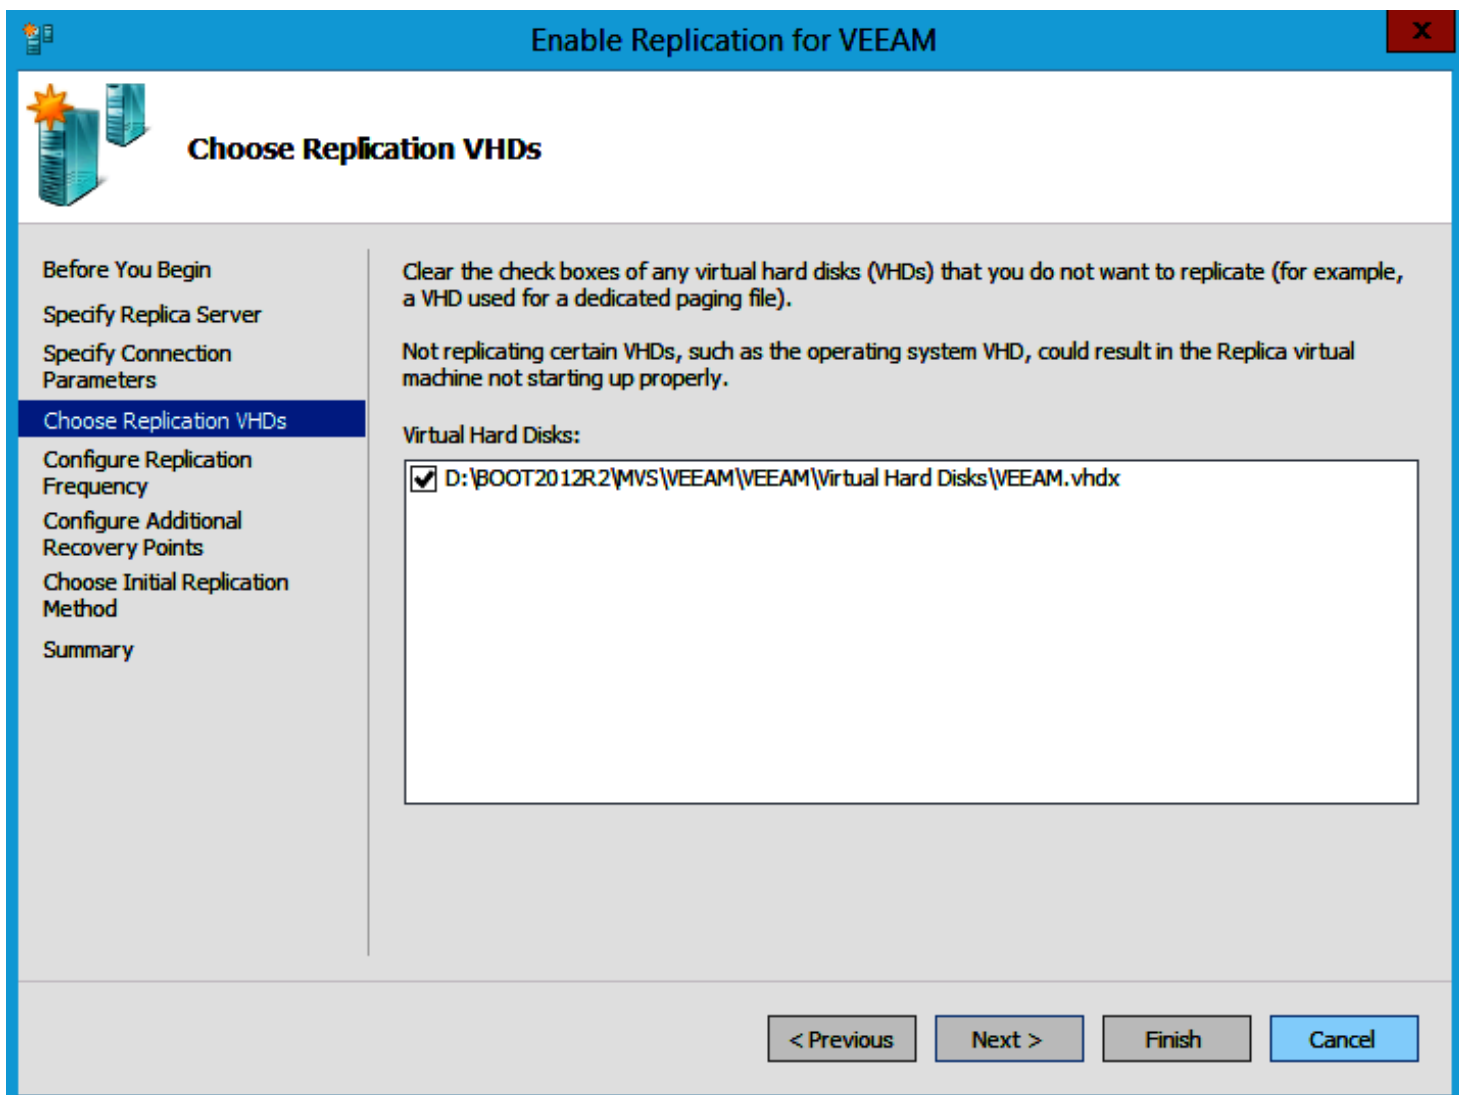 Enable Replication for VEEAM
X
Choose Replication VHDs
Before You Begin
Specify Replica Server
Specify Connection
Parameters
Choose Replication VHDs
Configure Replication
Frequency
Configure Additional
Recovery Points
Choose Initial Replication
Method
Summary
Clear the check boxes of any virtual hard disks (VHDs) that you do not want to replicate (for example,
a VHD used for a dedicated paging file).
Not replicating certain VHDs, such as the operating system VHD, could result in the Replica virtual
machine not starting up properly.
Virtual Hard Disks:
D:\BOOT2012R2\MVS\VEEAM\VEEAM\Virtual Hard Disks\VEEAM.vhdx
< Previous
Next >
Finish
Cancel